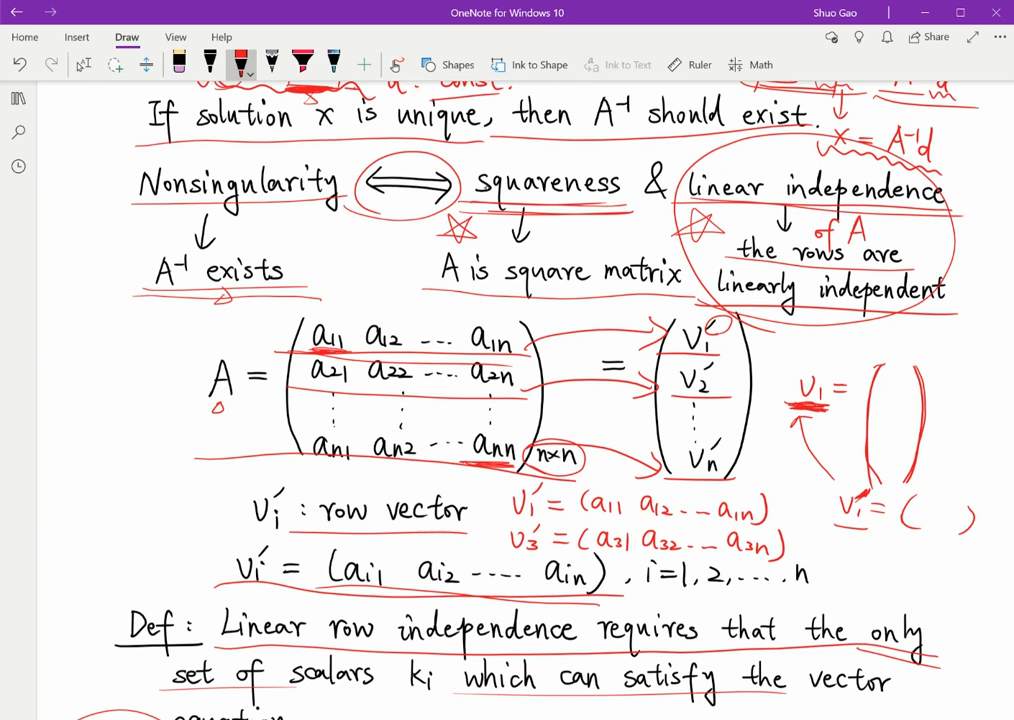 OneNote for Windows 10
Shuo Gao
Home Insert Draw View Help
Share
Shapes Ink to Shape Ink to Text Ruler Math
d: const.
If solution x is unique, then A⁻¹ should exist.
x = A⁻¹d
Nonsingularity ⟺ squareness & linear independence
of A
↓ ↓ ↓
A⁻¹ exists A is square matrix the rows are
linearly independent
A = ( a11 a12 ... a1n = ( v1′
a21 a22 .... a2n v2′
⋮ ⋮ ⋮ ⋮
an1 an2 ... ann ) n×n vn′ )
v1 = ( )
v1′ = ( )
vi′ : row vector v1′ = (a11 a12 ... a1n)
v3′ = (a31 a32 ... a3n)
vi′ = (ai1 ai2 ..... ain), i=1, 2, .... n
Def: Linear row independence requires that the only
set of scalars ki which can satisfy the vector
equation